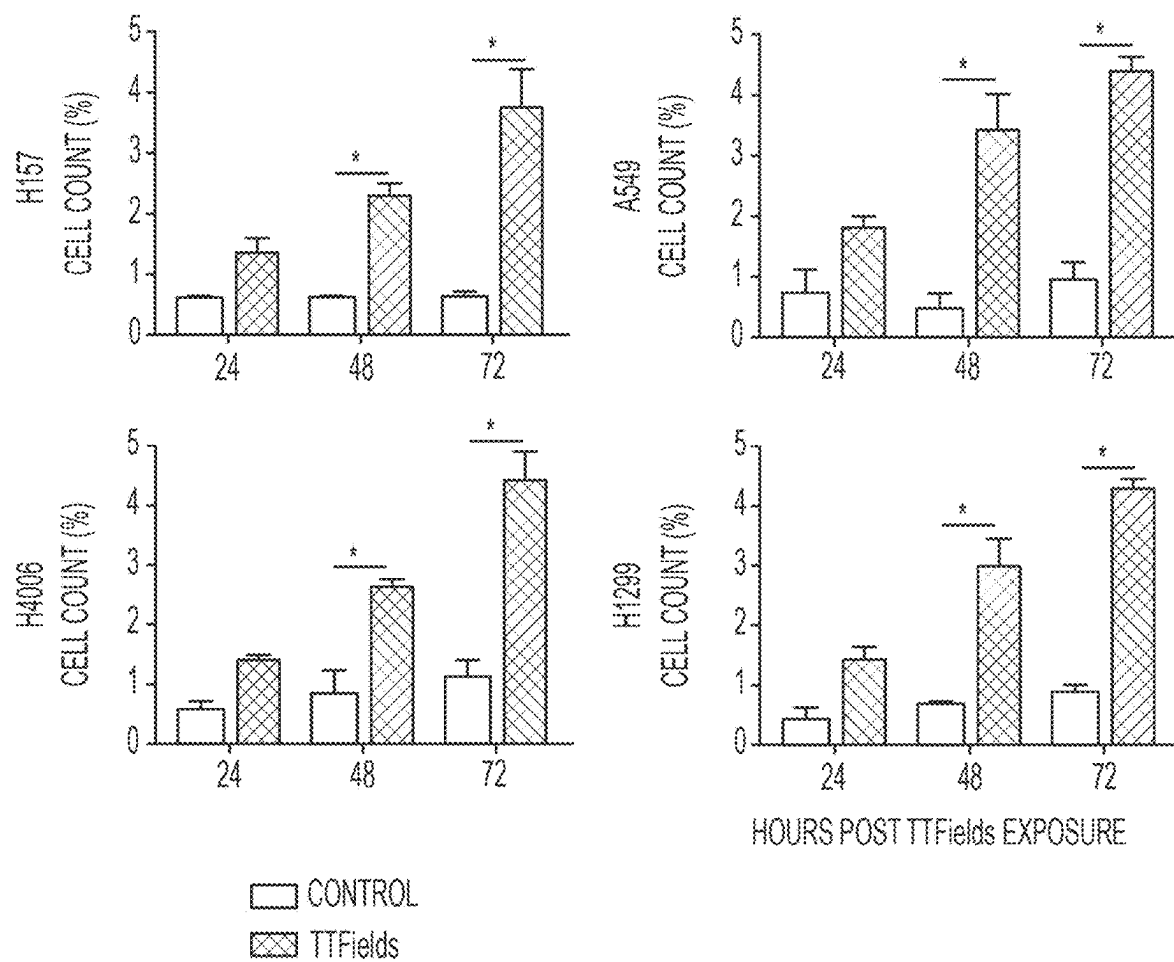 H157
CELL COUNT (%)
5
4
3
2
1
0
*
*
24 48 72
A549
CELL COUNT (%)
5
4
3
2
1
0
*
*
24 48 72
H4006
CELL COUNT (%)
5
4
3
2
1
0
*
*
24 48 72
H1299
CELL COUNT (%)
5
4
3
2
1
0
*
*
24 48 72
HOURS POST TTFields EXPOSURE
CONTROL
TTFields